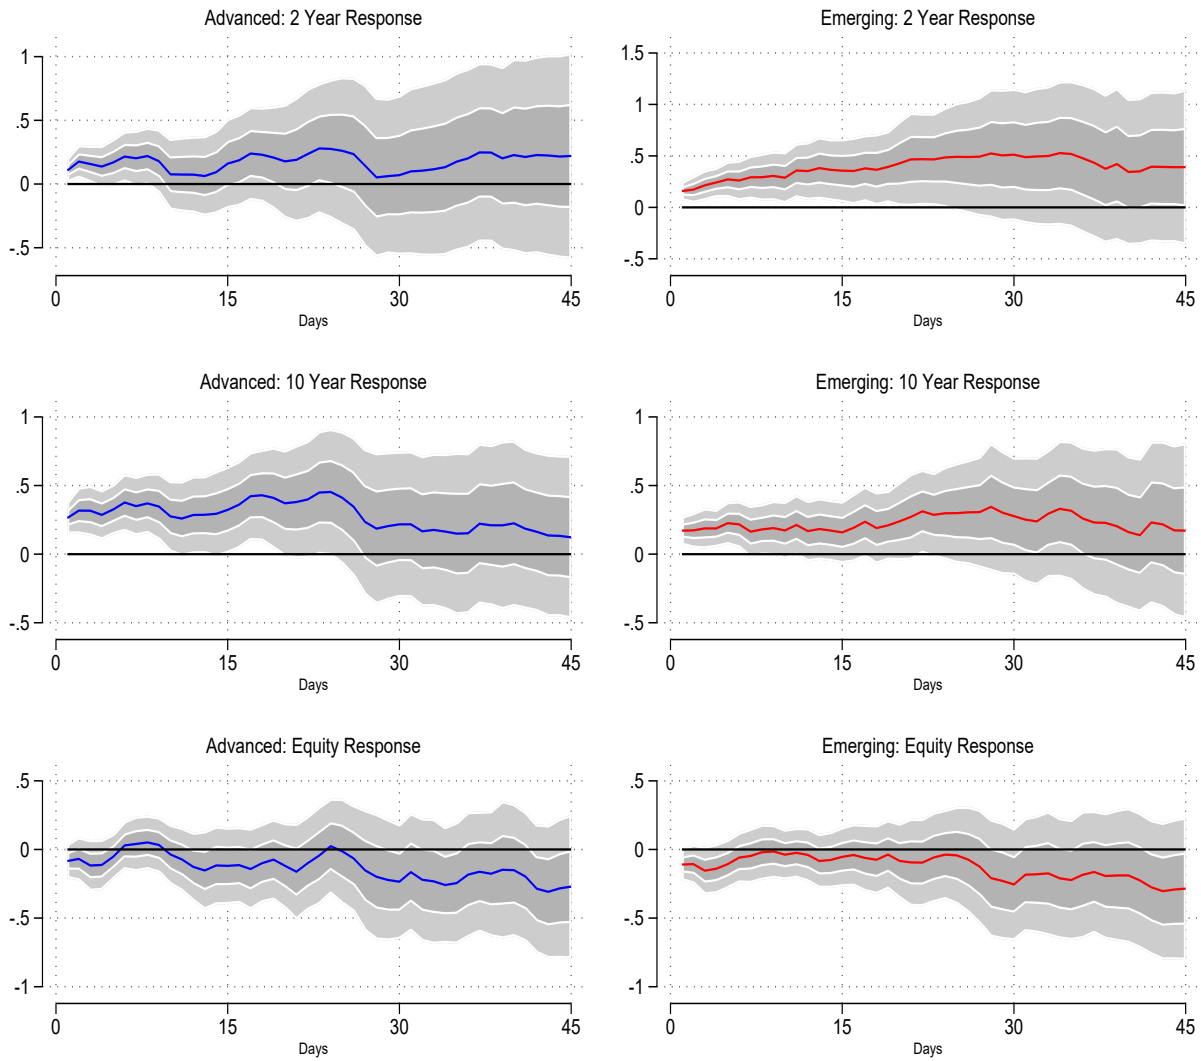 Advanced: 2 Year Response
1
.5
0
-.5
0 15 30 45
Days
Emerging: 2 Year Response
1.5
1
.5
0
-.5
0 15 30 45
Days
Advanced: 10 Year Response
1
.5
0
-.5
0 15 30 45
Days
Emerging: 10 Year Response
1
.5
0
-.5
0 15 30 45
Days
Advanced: Equity Response
.5
0
-.5
-1
0 15 30 45
Days
Emerging: Equity Response
.5
0
-.5
-1
0 15 30 45
Days